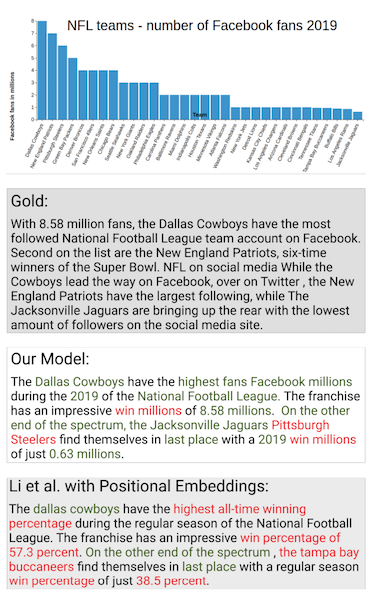 NFL teams - number of Facebook fans 2019
Facebook fans in millions
8
7
6
5
4
3
2
1
0
Team
Dallas Cowboys
New England Patriots
Pittsburgh Steelers
Green Bay Packers
Denver Broncos
San Francisco 49ers
New Orleans Saints
Chicago Bears
Seattle Seahawks
New York Giants
Oakland Raiders
Philadelphia Eagles
Carolina Panthers
Baltimore Ravens
Miami Dolphins
Indianapolis Colts
Houston Texans
Minnesota Vikings
Atlanta Falcons
Washington Redskins
New York Jets
Detroit Lions
Kansas City Chiefs
Los Angeles Chargers
Arizona Cardinals
Cleveland Browns
Cincinnati Bengals
Tennessee Titans
Tampa Bay Buccaneers
Buffalo Bills
Los Angeles Rams
Jacksonville Jaguars
Gold:
With 8.58 million fans, the Dallas Cowboys have the most
followed National Football League team account on Facebook.
Second on the list are the New England Patriots, six-time
winners of the Super Bowl. NFL on social media While the
Cowboys lead the way on Facebook, over on Twitter , the New
England Patriots have the largest following, while The
Jacksonville Jaguars are bringing up the rear with the lowest
amount of followers on the social media site.
Our Model:
The Dallas Cowboys have the highest fans Facebook millions
during the 2019 of the National Football League. The franchise
has an impressive win millions of 8.58 millions. On the other
end of the spectrum, the Jacksonville Jaguars Pittsburgh
Steelers find themselves in last place with a 2019 win millions
of just 0.63 millions.
Li et al. with Positional Embeddings:
The dallas cowboys have the highest all-time winning
percentage during the regular season of the National Football
League. The franchise has an impressive win percentage of
57.3 percent. On the other end of the spectrum , the tampa bay
buccaneers find themselves in last place with a regular season
win percentage of just 38.5 percent.